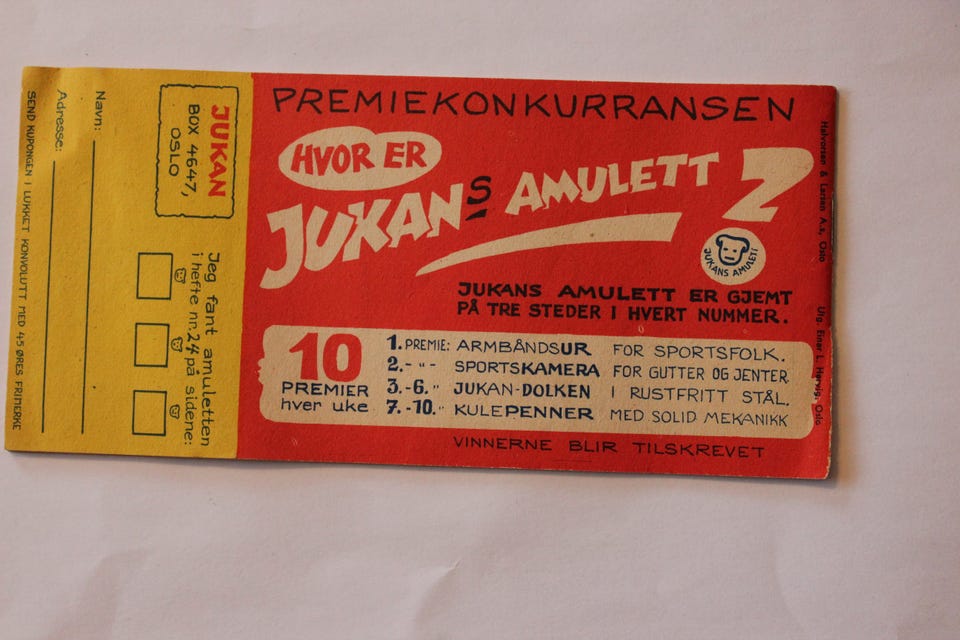 PREMIEKONKURRANSEN
HVOR ER
JUKANS AMULETT ?
JUKANS AMULETT
JUKANS AMULETT ER GJEMT
PÅ TRE STEDER I HVERT NUMMER.
10
PREMIER
hver uke
1. PREMIE: ARMBÅNDSUR FOR SPORTSFOLK.
2.- " - SPORTSKAMERA FOR GUTTER OG JENTER.
3.-6. " JUKAN-DOLKEN I RUSTFRITT STÅL.
7.-10. " KULEPENNER MED SOLID MEKANIKK
VINNERNE BLIR TILSKREVET
Halvorsen & Larsen A.s, Oslo
Utg. Einar L. Hervig, Oslo
JUKAN
BOX 4647,
OSLO
Jeg fant amuletten
i hefte nr. 24 på sidene:
Navn:
Adresse:
SEND KUPONGEN I LUKKET KONVOLUTT MED 45 ØRES FRIMERKE